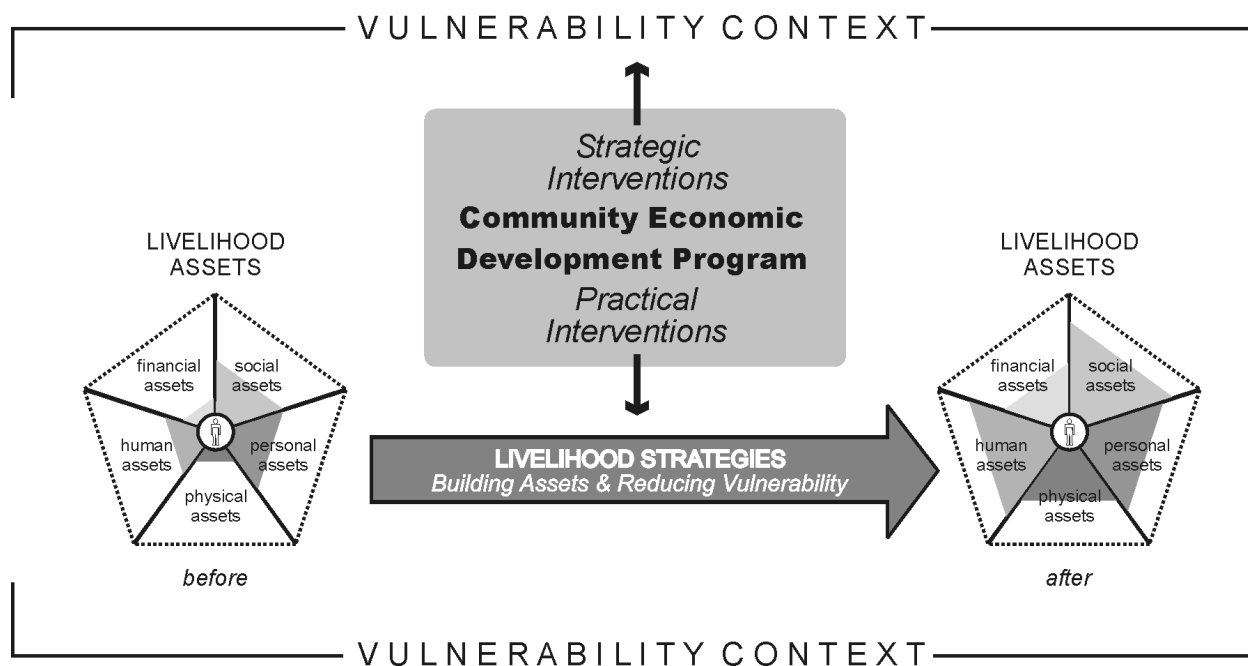 VULNERABILITY CONTEXT
Strategic
Interventions
Community Economic
Development Program
Practical
Interventions
LIVELIHOOD
ASSETS
financial
assets
social
assets
human
assets
personal
assets
physical
assets
before
LIVELIHOOD STRATEGIES
Building Assets & Reducing Vulnerability
LIVELIHOOD
ASSETS
financial
assets
social
assets
human
assets
personal
assets
physical
assets
after
VULNERABILITY CONTEXT